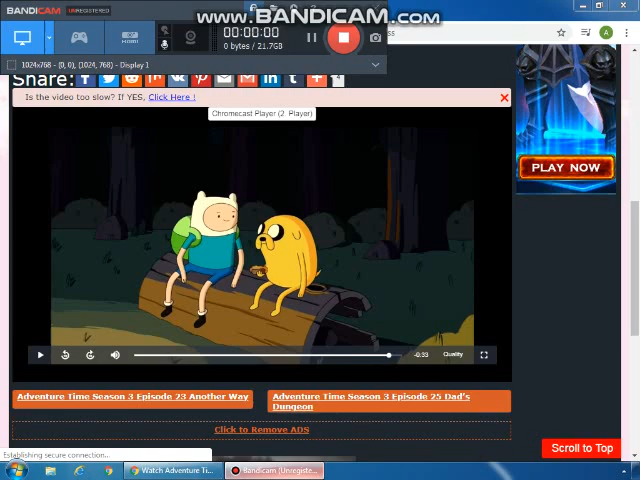 BANDICAM UNREGISTERED
www.BANDICAM.com
00:00:00
0 bytes / 21.7GB
HDMI
1024x768 - (0, 0), (1024, 768) - Display 1
Share:
Is the video too slow? If YES, Click Here !
Chromecast Player (2. Player)
PLAY NOW
-0:33
Quality
Adventure Time Season 3 Episode 23 Another Way
Adventure Time Season 3 Episode 25 Dad's
Dungeon
Click to Remove ADS
Scroll to Top
Establishing secure connection...
Watch Adventure Ti...
Bandicam (Unregiste...